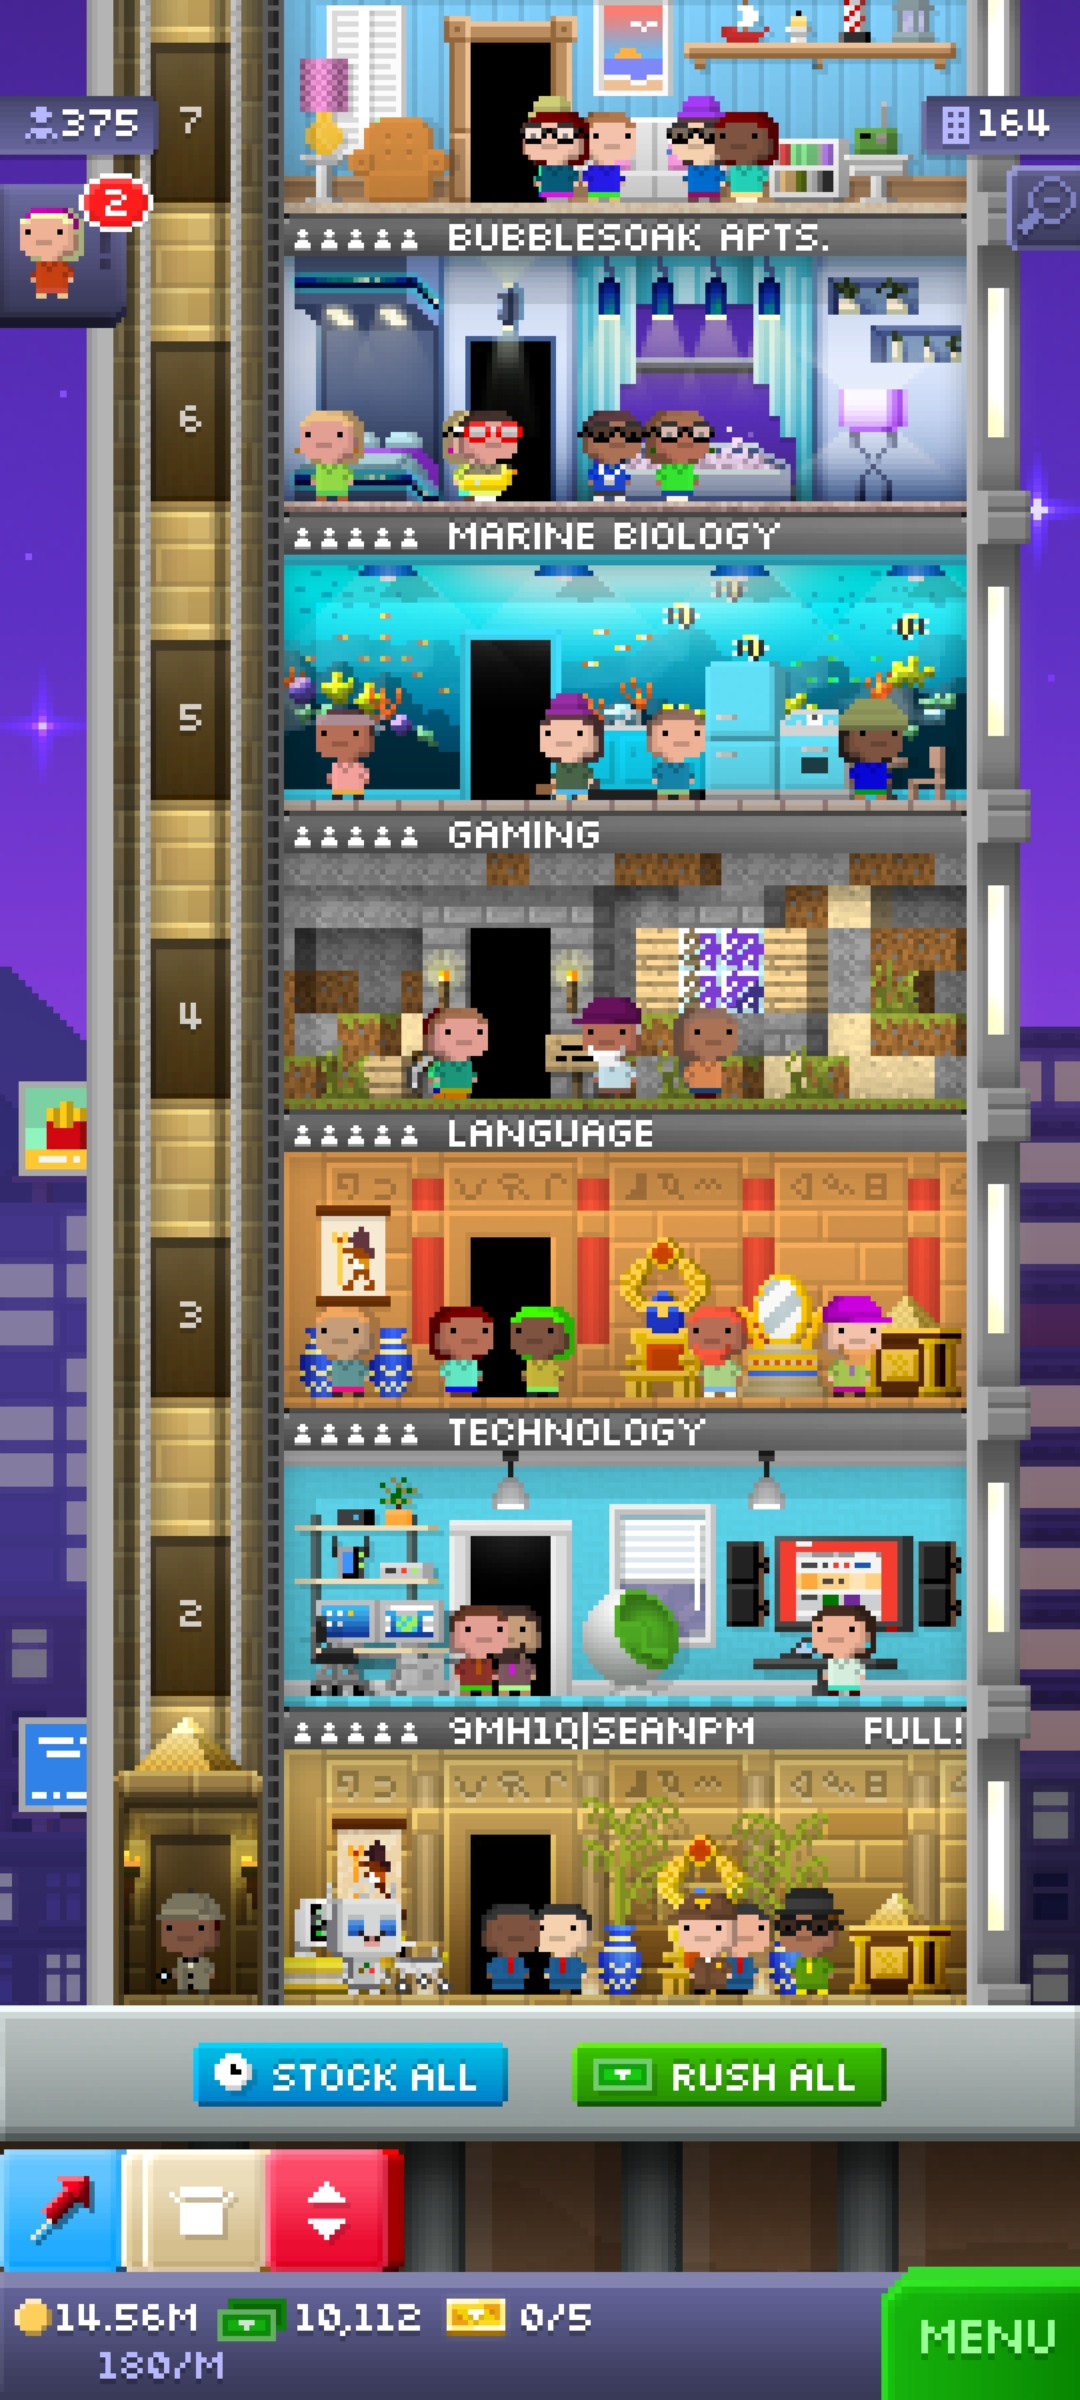 7
375
164
2
BUBBLESOAK APTS.
6
MARINE BIOLOGY
5
GAMING
4
LANGUAGE
3
TECHNOLOGY
2
9MH1Q|SEANPM FULL!
STOCK ALL
RUSH ALL
14.56M 10,112 0/5
180/M
MENU